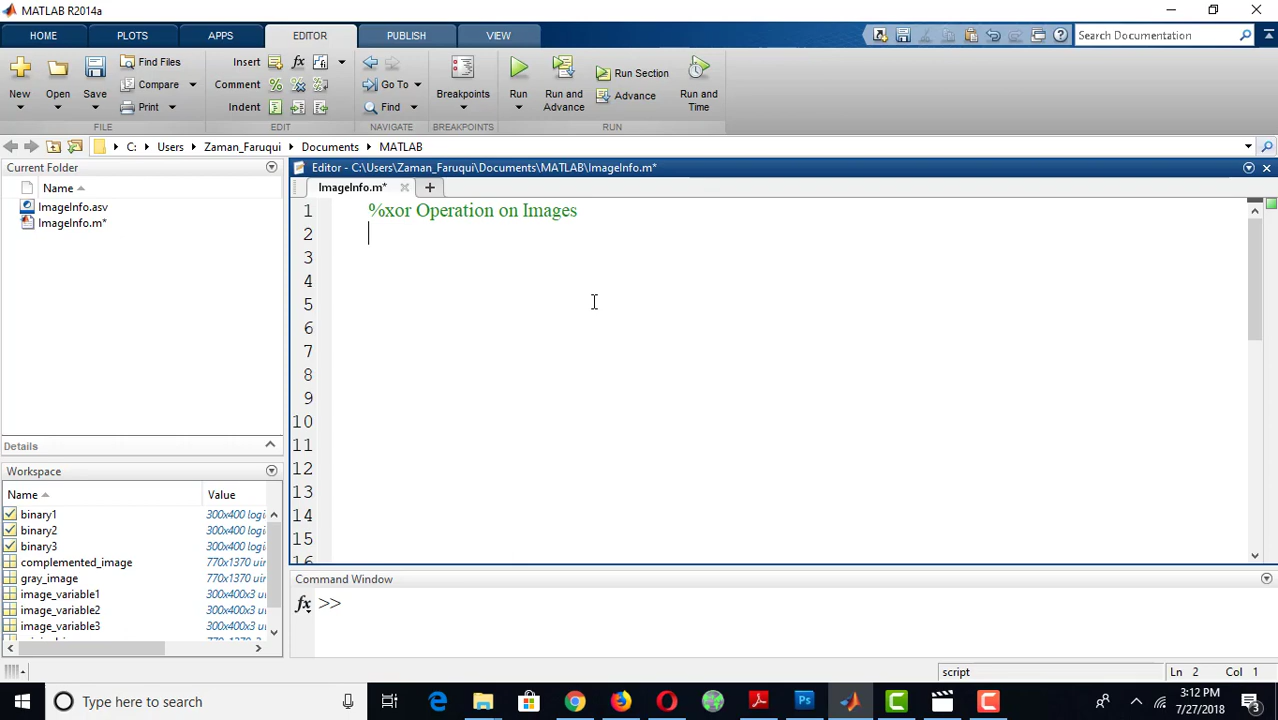 MATLAB R2014a
HOME PLOTS APPS EDITOR PUBLISH VIEW Search Documentation
New Open Save Find Files Compare Print
Insert fx
Comment
Indent
Go To
Find
Breakpoints
Run Run and Advance Run Section Advance Run and Time
FILE EDIT NAVIGATE BREAKPOINTS RUN
C: Users Zaman_Faruqui Documents MATLAB
Current Folder
Name
ImageInfo.asv
ImageInfo.m*
Details
Workspace
Name Value
binary1 300x400 logi
binary2 300x400 logi
binary3 300x400 logi
complemented_image 770x1370 uin
gray_image 770x1370 uin
image_variable1 300x400x3 u
image_variable2 300x400x3 u
image_variable3 300x400x3 u
Editor - C:\Users\Zaman_Faruqui\Documents\MATLAB\ImageInfo.m*
ImageInfo.m*
1 %xor Operation on Images
2
3
4
5
6
7
8
9
10
11
12
13
14
15
16
Command Window
fx >>
script Ln 2 Col 1
Type here to search
3:12 PM
7/27/2018
3